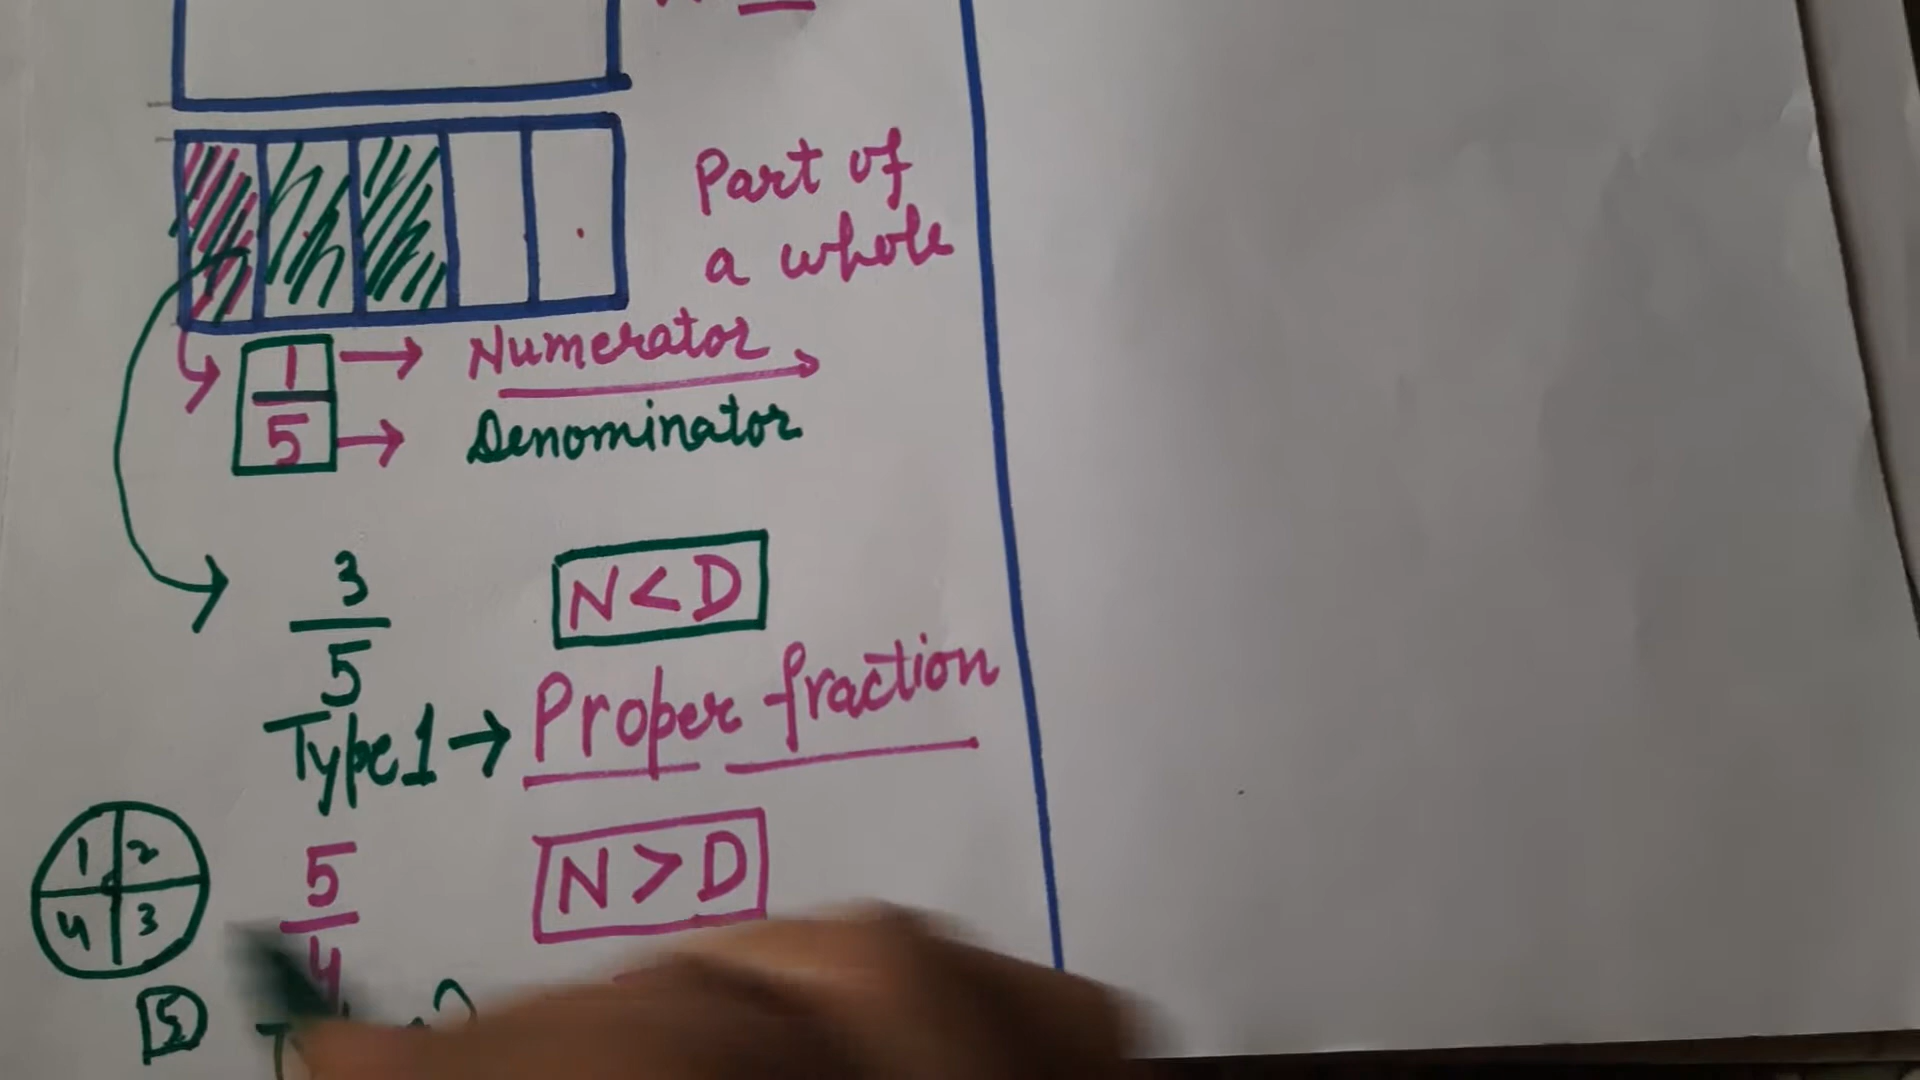 Part of
a whole
1 → Numerator
5 → Denominator
3
5
N<D
Type 1 → Proper fraction
1 2
4 3
5
4
N > D
5